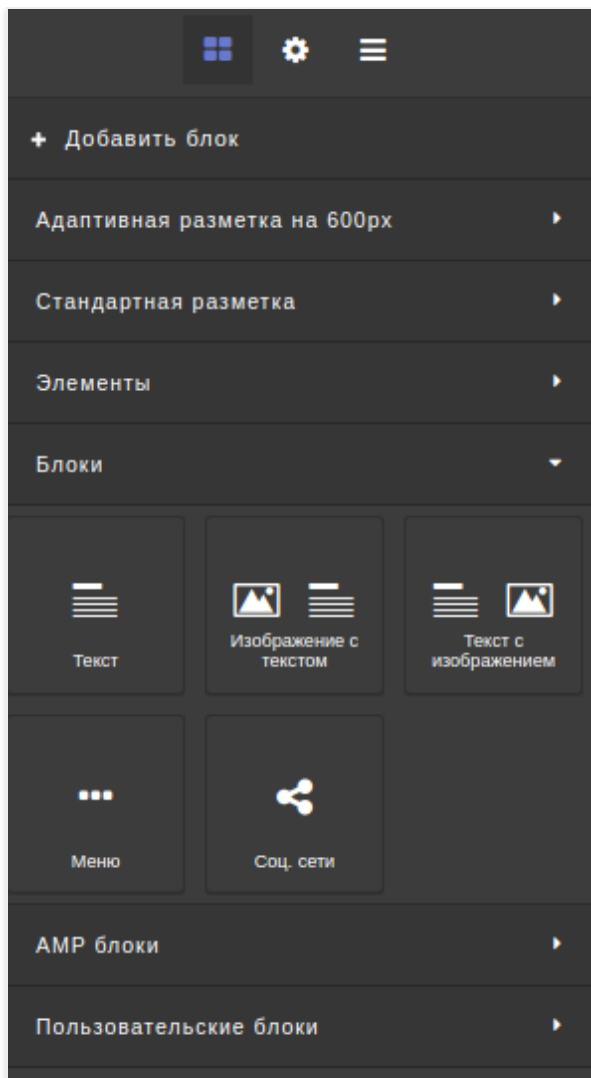 Добавить блок
Адаптивная разметка на 600px
Стандартная разметка
Элементы
Блоки
Текст
Изображение с
текстом
Текст с
изображением
Меню
Соц. сети
AMP блоки
Пользовательские блоки